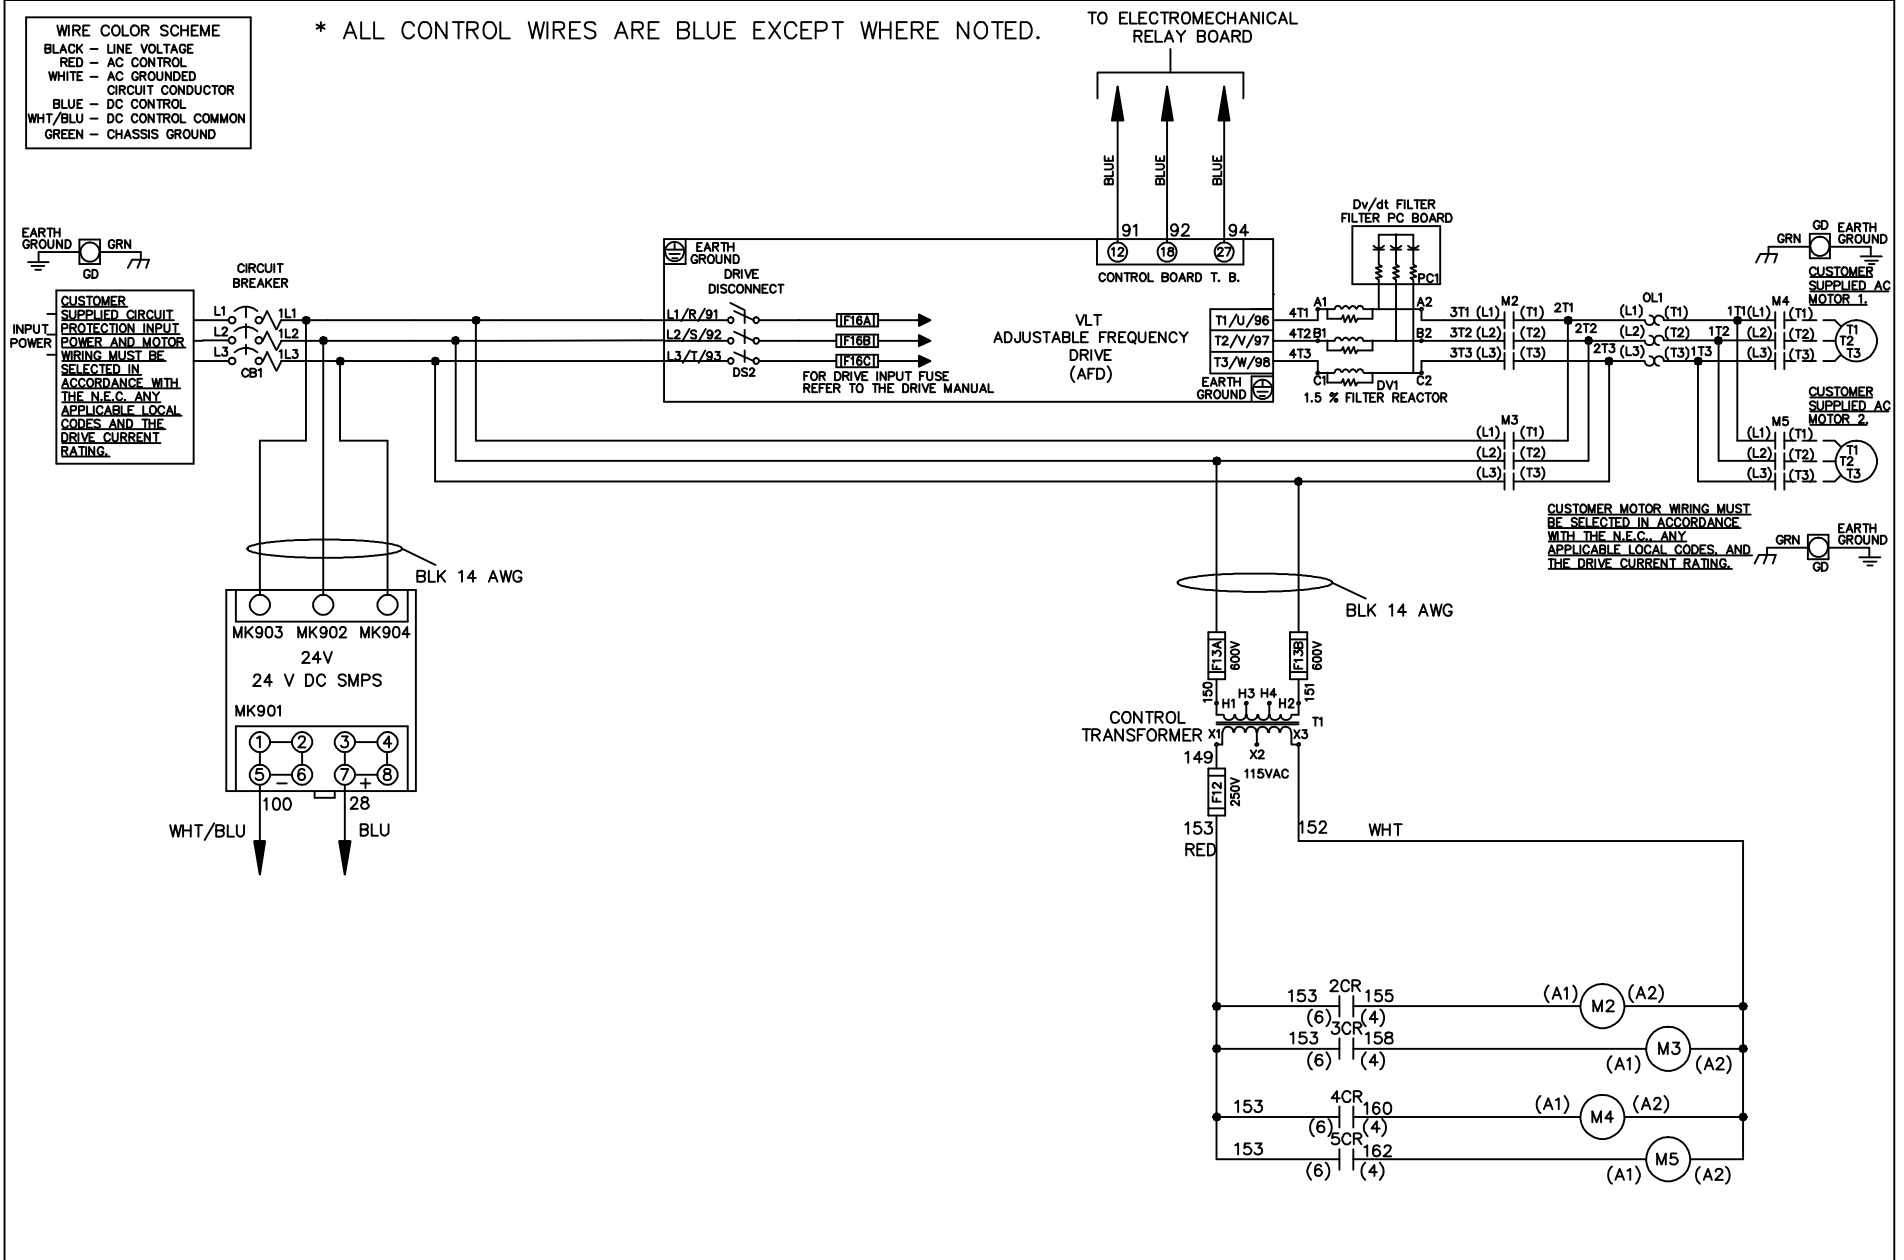 WIRE COLOR SCHEME
BLACK – LINE VOLTAGE
RED – AC CONTROL
WHITE – AC GROUNDED
CIRCUIT CONDUCTOR
BLUE – DC CONTROL
WHT/BLU – DC CONTROL COMMON
GREEN – CHASSIS GROUND
* ALL CONTROL WIRES ARE BLUE EXCEPT WHERE NOTED.
TO ELECTROMECHANICAL
RELAY BOARD
BLUE
BLUE
BLUE
91 92 94
12 18 27
CONTROL BOARD T. B.
EARTH
GROUND
GRN
GD
INPUT
POWER
CUSTOMER
SUPPLIED CIRCUIT
PROTECTION INPUT
POWER AND MOTOR
WIRING MUST BE
SELECTED IN
ACCORDANCE WITH
THE N.E.C. ANY
APPLICABLE LOCAL
CODES AND THE
DRIVE CURRENT
RATING.
CIRCUIT
BREAKER
L1 1L1
L2 1L2
L3 1L3
CB1
EARTH
GROUND
DRIVE
DISCONNECT
L1/R/91
L2/S/92
L3/T/93
DS2
F16A
F16B
F16C
FOR DRIVE INPUT FUSE
REFER TO THE DRIVE MANUAL
VLT
ADJUSTABLE FREQUENCY
DRIVE
(AFD)
T1/U/96
T2/V/97
T3/W/98
EARTH
GROUND
4T1
4T2
4T3
A1 A2
B1 B2
C1 C2
DV1
1.5 % FILTER REACTOR
Dv/dt FILTER
FILTER PC BOARD
PC1
3T1 (L1) M2 (T1) 2T1
3T2 (L2) (T2) 2T2
3T3 (L3) (T3) 2T3
OL1
(L1) (T1) 1T1
(L2) (T2) 1T2
(L3) (T3) 1T3
M4
(L1) (T1)
(L2) (T2)
(L3) (T3)
T1
T2
T3
GRN
GD
EARTH
GROUND
CUSTOMER
SUPPLIED AC
MOTOR 1.
CUSTOMER
SUPPLIED AC
MOTOR 2.
M3
(L1) (T1)
(L2) (T2)
(L3) (T3)
M5
(L1) (T1)
(L2) (T2)
(L3) (T3)
T1
T2
T3
CUSTOMER MOTOR WIRING MUST
BE SELECTED IN ACCORDANCE
WITH THE N.E.C., ANY
APPLICABLE LOCAL CODES, AND
THE DRIVE CURRENT RATING.
GRN
GD
EARTH
GROUND
BLK 14 AWG
MK903 MK902 MK904
24V
24 V DC SMPS
MK901
1 2 3 4
5 – 6 7 + 8
100 28
WHT/BLU BLU
BLK 14 AWG
F13A
600V
F13B
600V
150
151
H1 H3 H4 H2
T1
CONTROL
TRANSFORMER
X1 X2 X3
149
115VAC
F12
250V
153
RED
152 WHT
153 2CR 155 (A1) M2 (A2)
(6) (4)
153 3CR 158 M3
(6) (4) (A1) (A2)
153 4CR 160 (A1) M4 (A2)
(6) (4)
153 5CR 162 M5
(6) (4) (A1) (A2)